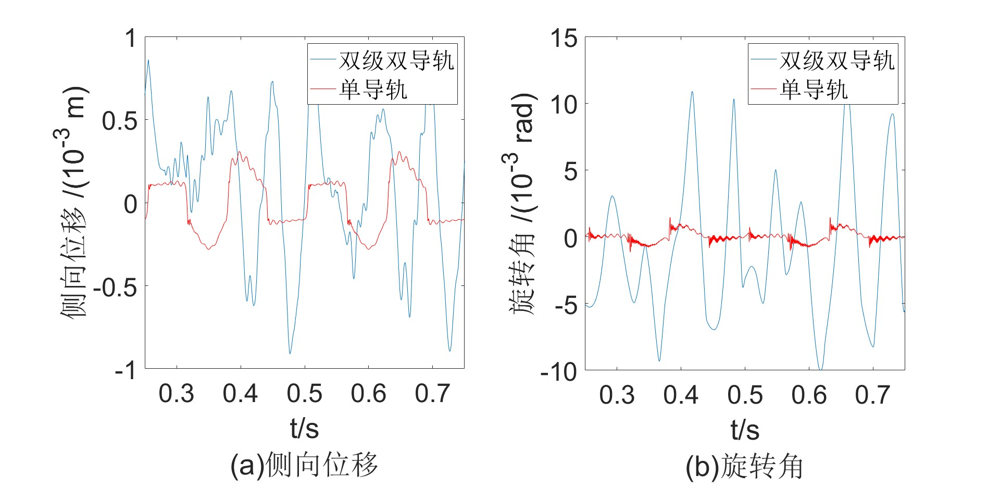 1
0.5
0
-0.5
-1
侧向位移 /(10-3 m)
双级双导轨
单导轨
0.3 0.4 0.5 0.6 0.7
t/s
(a)侧向位移
15
10
5
0
-5
-10
旋转角 /(10-3 rad)
双级双导轨
单导轨
0.3 0.4 0.5 0.6 0.7
t/s
(b)旋转角